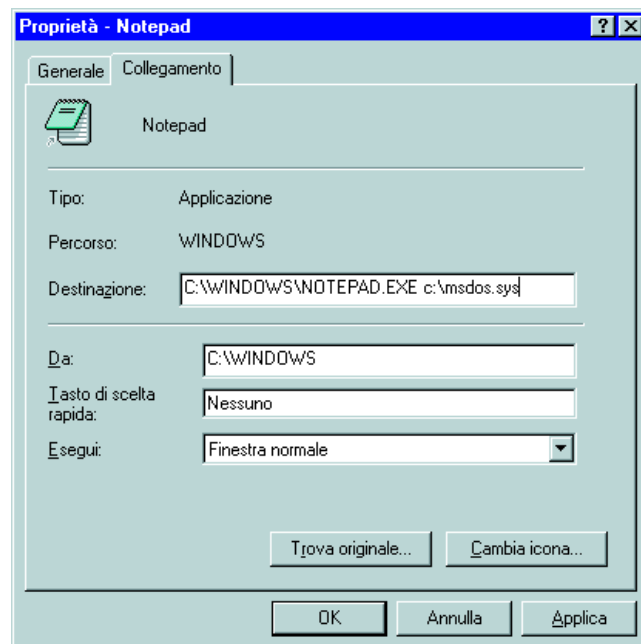 Proprietà - Notepad
Generale
Collegamento
Notepad
Tipo: Applicazione
Percorso: WINDOWS
Destinazione: C:\WINDOWS\NOTEPAD.EXE c:\msdos.sys
Da: C:\WINDOWS
Tasto di scelta
rapida: Nessuno
Esegui: Finestra normale
Trova originale... Cambia icona...
OK Annulla Applica